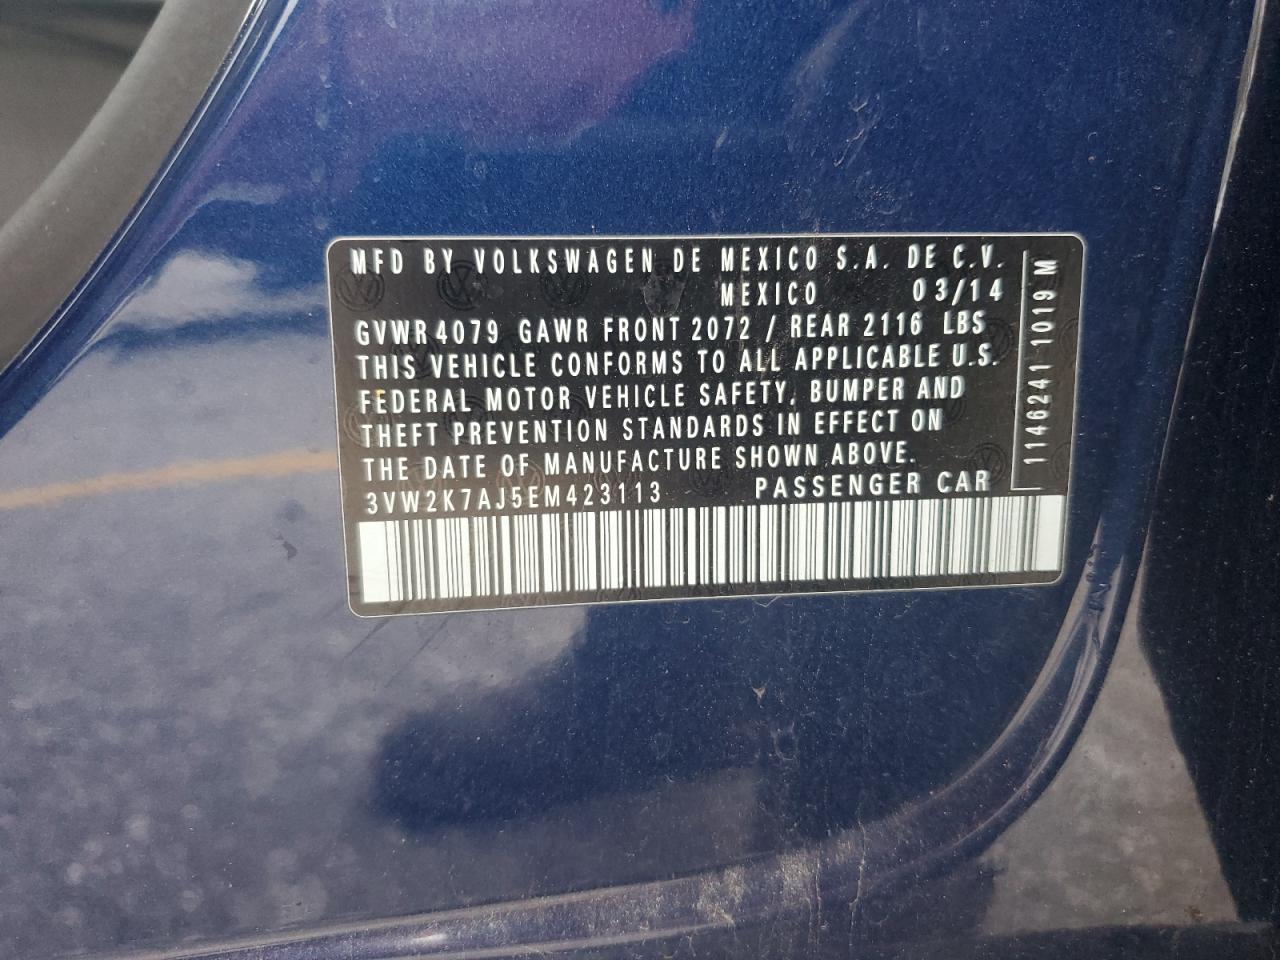 MFD BY VOLKSWAGEN DE MEXICO S.A. DE C.V.
MEXICO 03/14
GVWR 4079 GAWR FRONT 2072 / REAR 2116 LBS
THIS VEHICLE CONFORMS TO ALL APPLICABLE U.S.
FEDERAL MOTOR VEHICLE SAFETY, BUMPER AND
THEFT PREVENTION STANDARDS IN EFFECT ON
THE DATE OF MANUFACTURE SHOWN ABOVE.
3VW2K7AJ5EM423113 PASSENGER CAR
1146241 1019 M